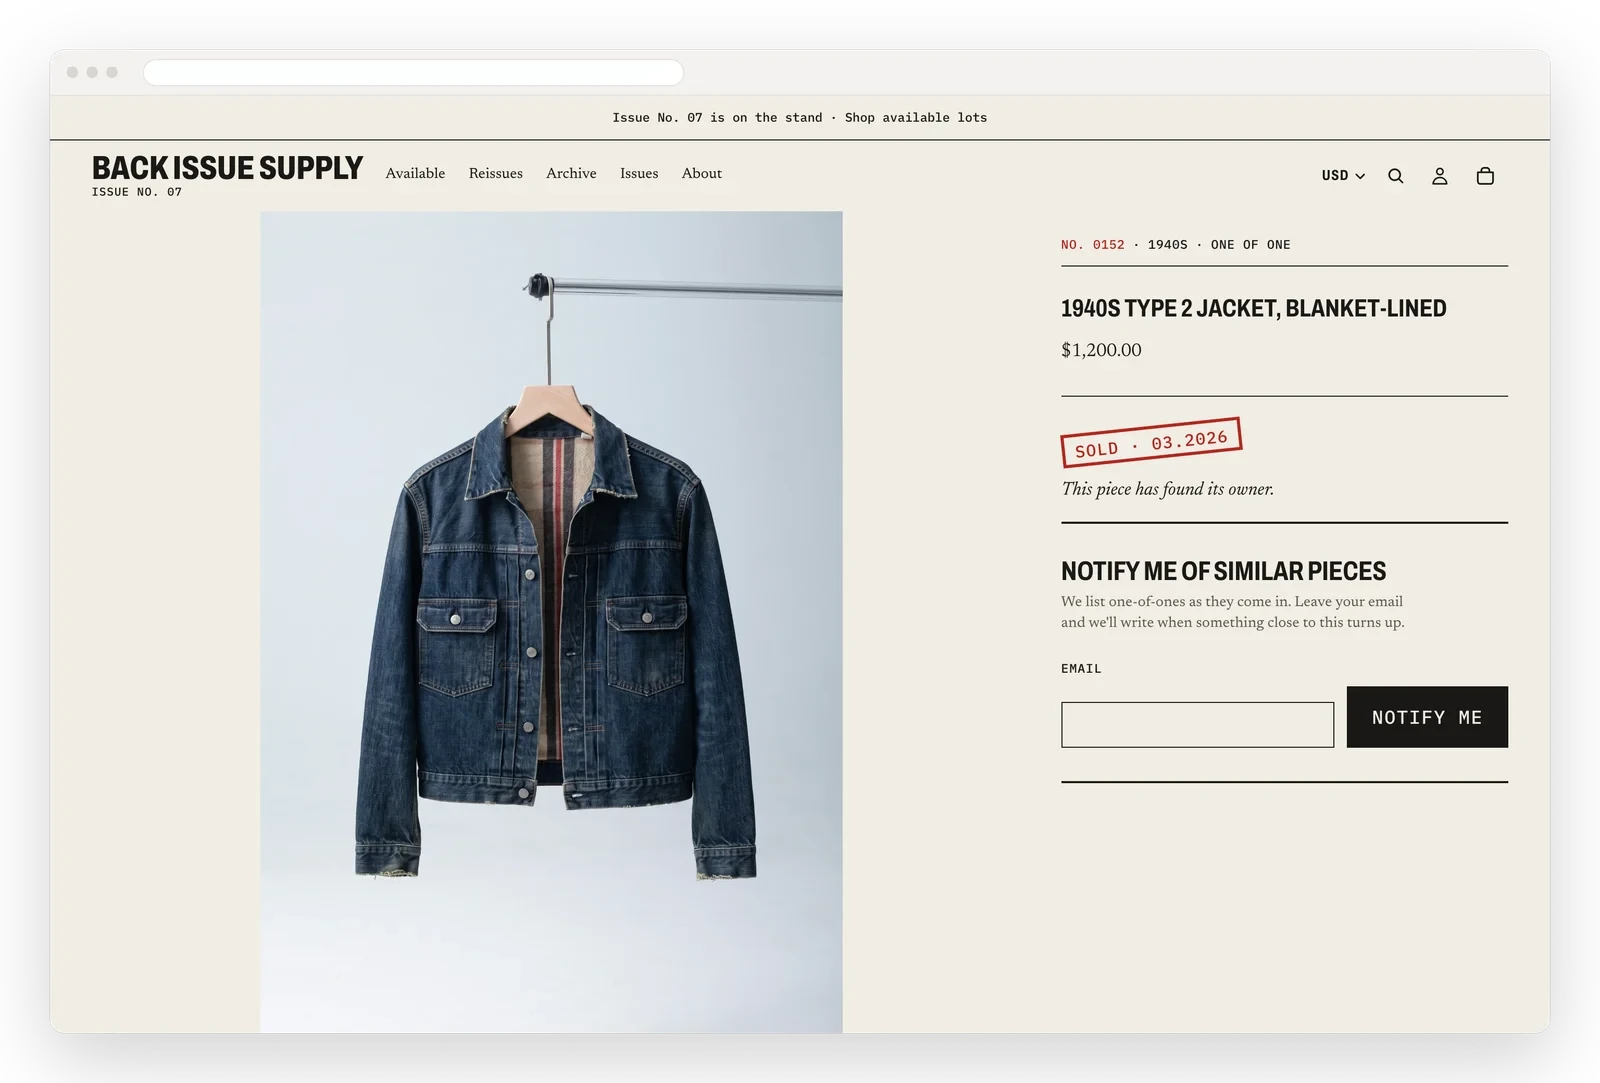 Issue No. 07 is on the stand · Shop available lots
BACK ISSUE SUPPLY
ISSUE NO. 07
Available
Reissues
Archive
Issues
About
USD
NO. 0152 · 1940S · ONE OF ONE
1940S TYPE 2 JACKET, BLANKET-LINED
$1,200.00
SOLD · 03.2026
This piece has found its owner.
NOTIFY ME OF SIMILAR PIECES
We list one-of-ones as they come in. Leave your email
and we'll write when something close to this turns up.
EMAIL
NOTIFY ME